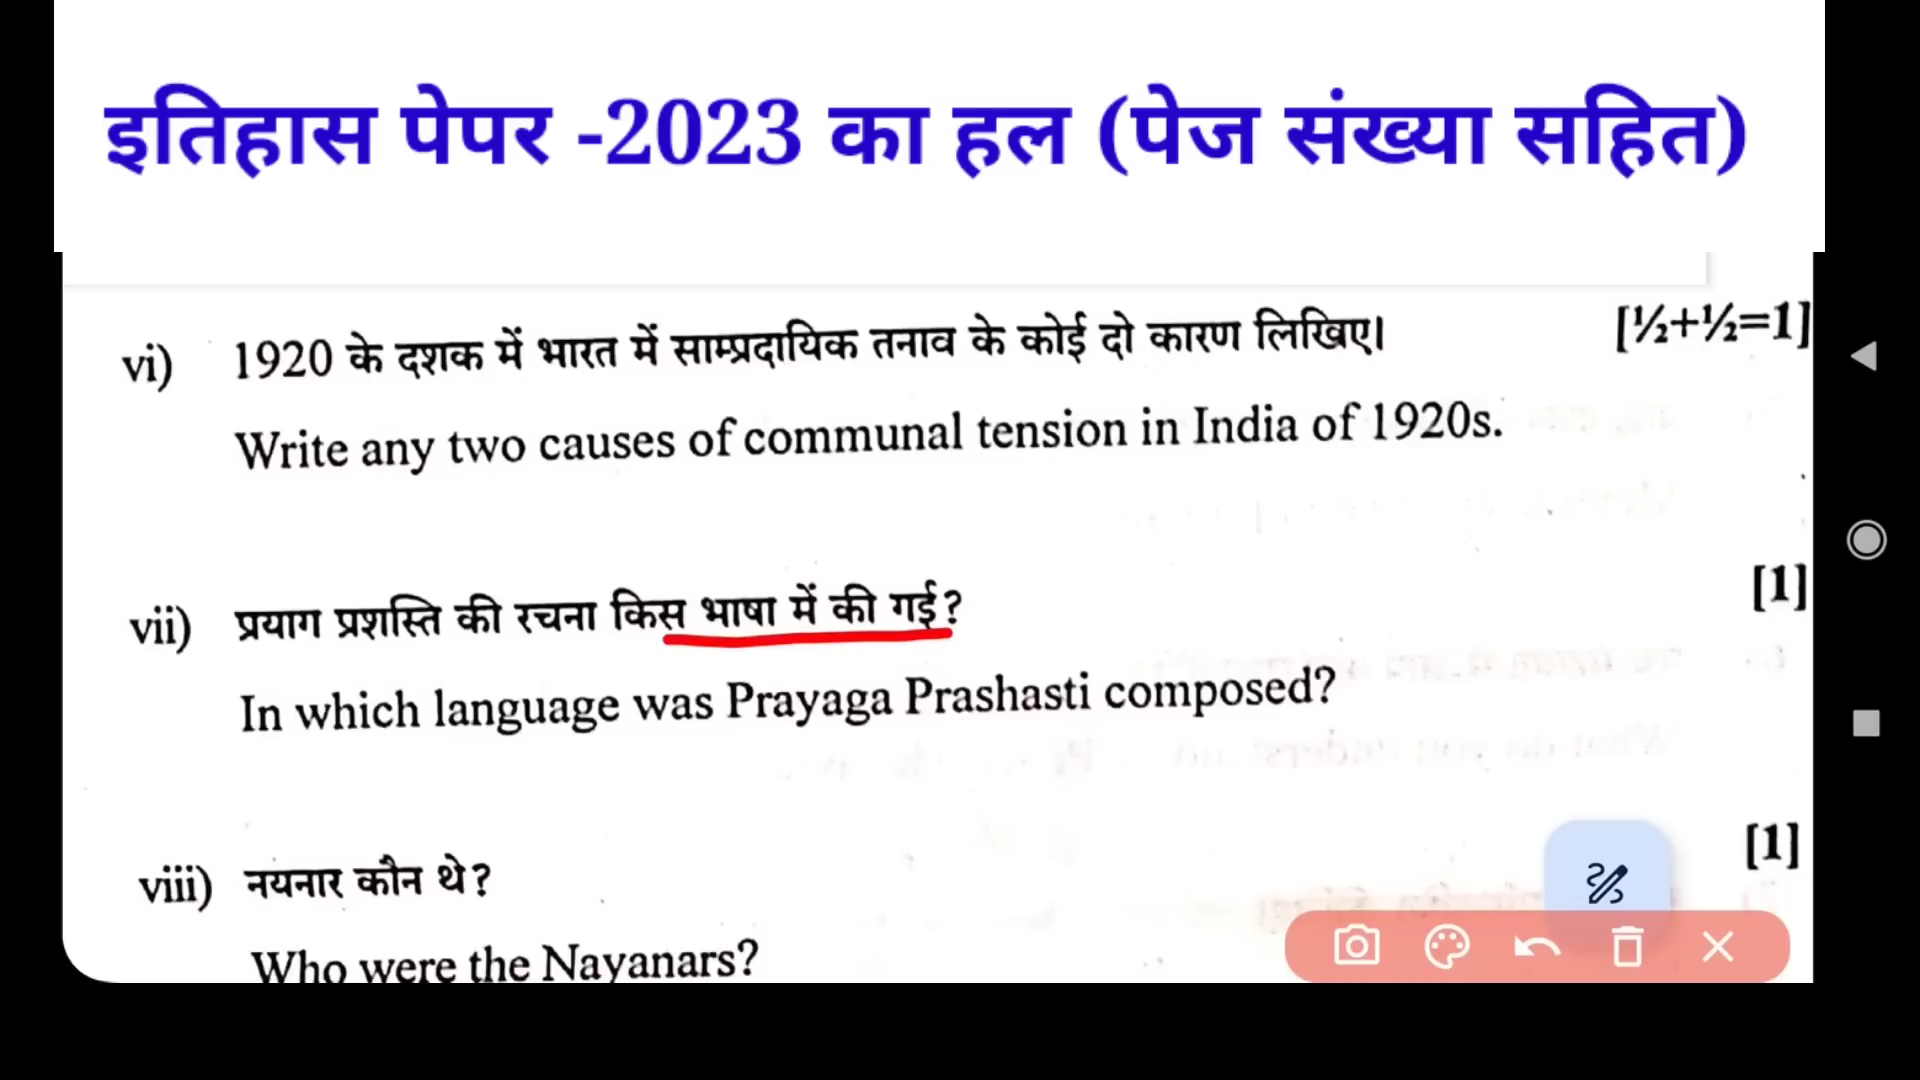 इतिहास पेपर -2023 का हल (पेज संख्या सहित)
vi) 1920 के दशक में भारत में साम्प्रदायिक तनाव के कोई दो कारण लिखिए। [½+½=1]
Write any two causes of communal tension in India of 1920s.
vii) प्रयाग प्रशस्ति की रचना किस भाषा में की गई? [1]
In which language was Prayaga Prashasti composed?
viii) नयनार कौन थे? [1]
Who were the Nayanars?